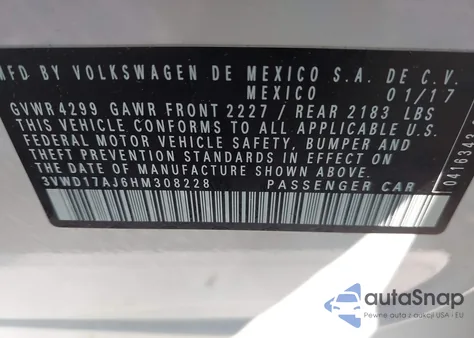 MFD BY VOLKSWAGEN DE MEXICO S.A. DE C.V.
MEXICO 01/17
GVWR 4299 GAWR FRONT 2227 / REAR 2183 LBS
THIS VEHICLE CONFORMS TO ALL APPLICABLE U.S.
FEDERAL MOTOR VEHICLE SAFETY, BUMPER AND
THEFT PREVENTION STANDARDS IN EFFECT ON
THE DATE OF MANUFACTURE SHOWN ABOVE.
3VWD17AJ6HM308228 PASSENGER CAR
autoSnap
Pewne auta z aukcji USA i EU